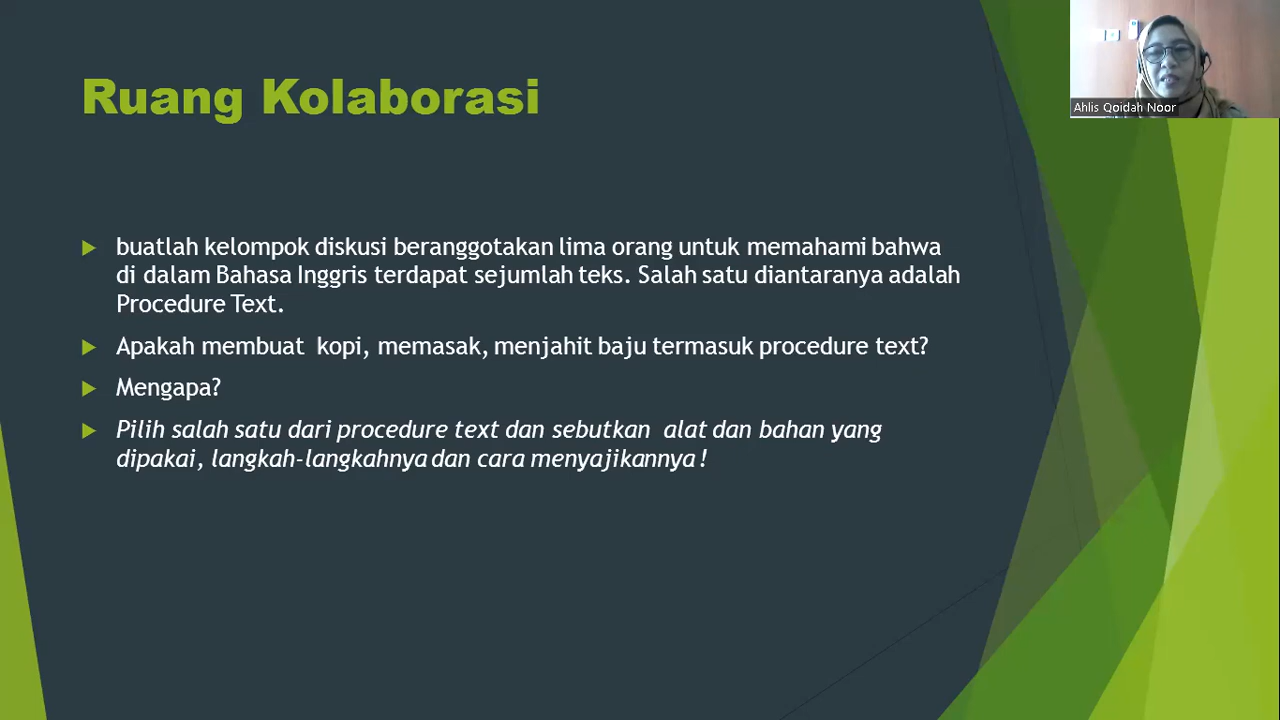 Ruang Kolaborasi
Ahlis Qoidah Noor
buatlah kelompok diskusi beranggotakan lima orang untuk memahami bahwa
di dalam Bahasa Inggris terdapat sejumlah teks. Salah satu diantaranya adalah
Procedure Text.
Apakah membuat kopi, memasak, menjahit baju termasuk procedure text?
Mengapa?
Pilih salah satu dari procedure text dan sebutkan alat dan bahan yang
dipakai, langkah-langkahnya dan cara menyajikannya !